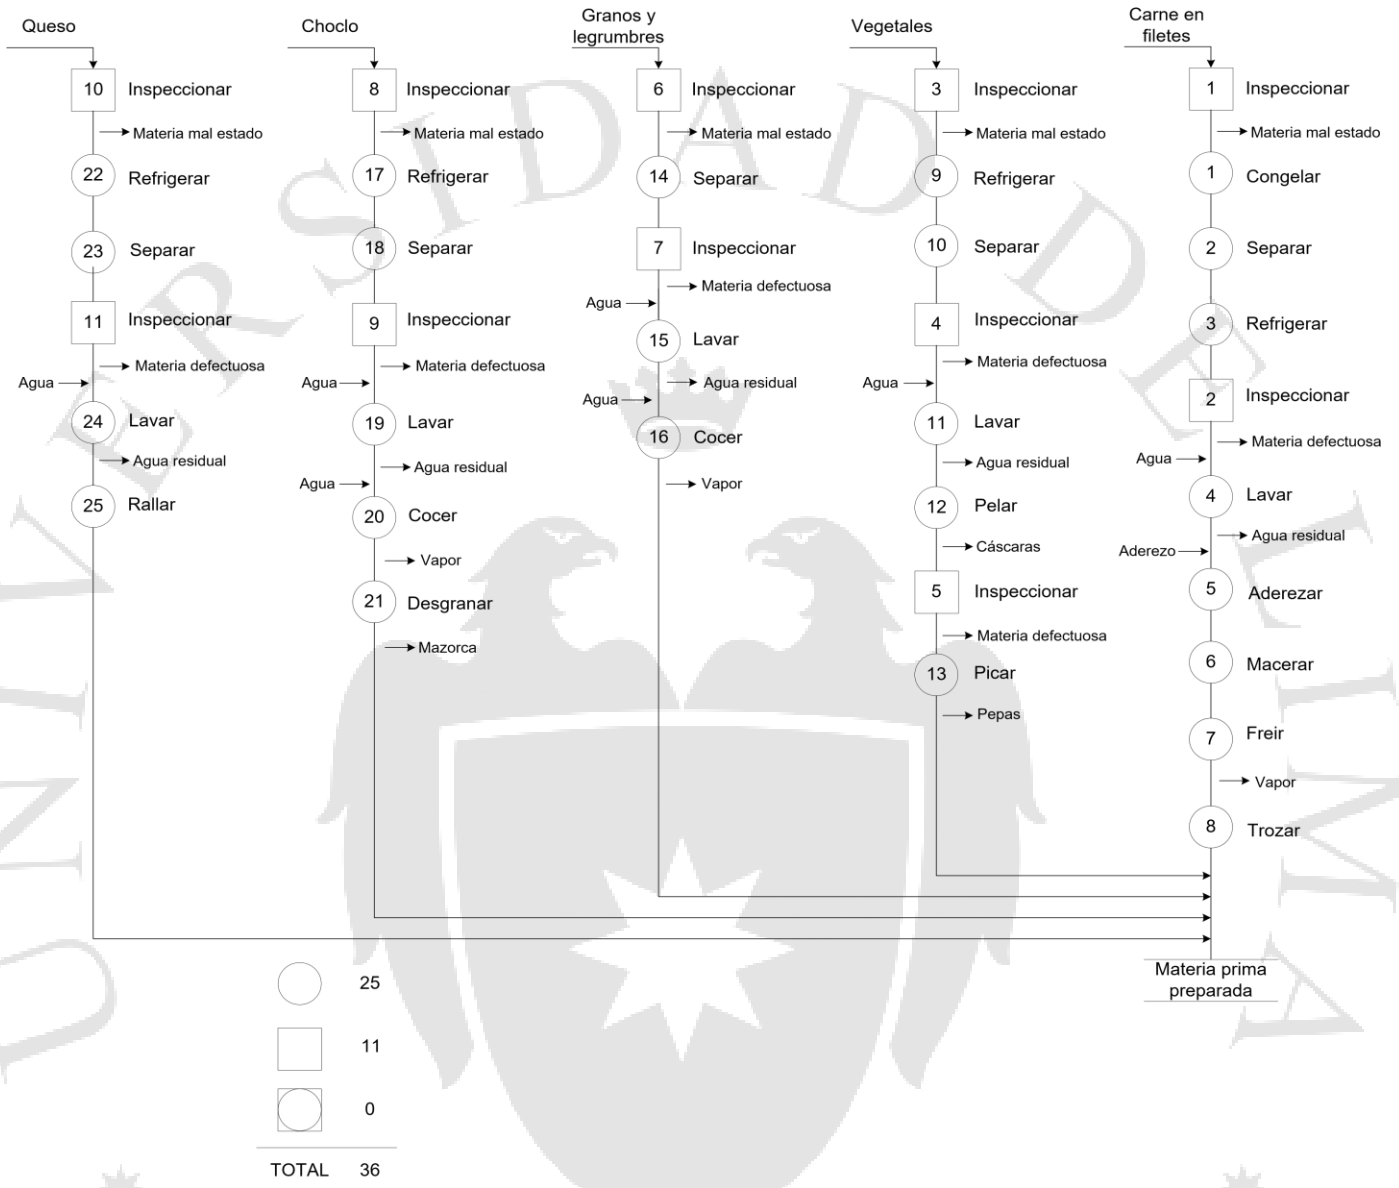 Queso
10 Inspeccionar
Materia mal estado
22 Refrigerar
23 Separar
11 Inspeccionar
Materia defectuosa
Agua
24 Lavar
Agua residual
25 Rallar
Choclo
8 Inspeccionar
Materia mal estado
17 Refrigerar
18 Separar
9 Inspeccionar
Materia defectuosa
Agua
19 Lavar
Agua residual
Agua
20 Cocer
Vapor
21 Desgranar
Mazorca
Granos y
legrumbres
6 Inspeccionar
Materia mal estado
14 Separar
7 Inspeccionar
Materia defectuosa
Agua
15 Lavar
Agua residual
Agua
16 Cocer
Vapor
Vegetales
3 Inspeccionar
Materia mal estado
9 Refrigerar
10 Separar
4 Inspeccionar
Materia defectuosa
Agua
11 Lavar
Agua residual
12 Pelar
Cáscaras
5 Inspeccionar
Materia defectuosa
13 Picar
Pepas
Carne en
filetes
1 Inspeccionar
Materia mal estado
1 Congelar
2 Separar
3 Refrigerar
2 Inspeccionar
Materia defectuosa
Agua
4 Lavar
Agua residual
Aderezo
5 Aderezar
6 Macerar
7 Freir
Vapor
8 Trozar
Materia prima
preparada
25
11
0
TOTAL 36
UNIVERSIDAD DE LIMA